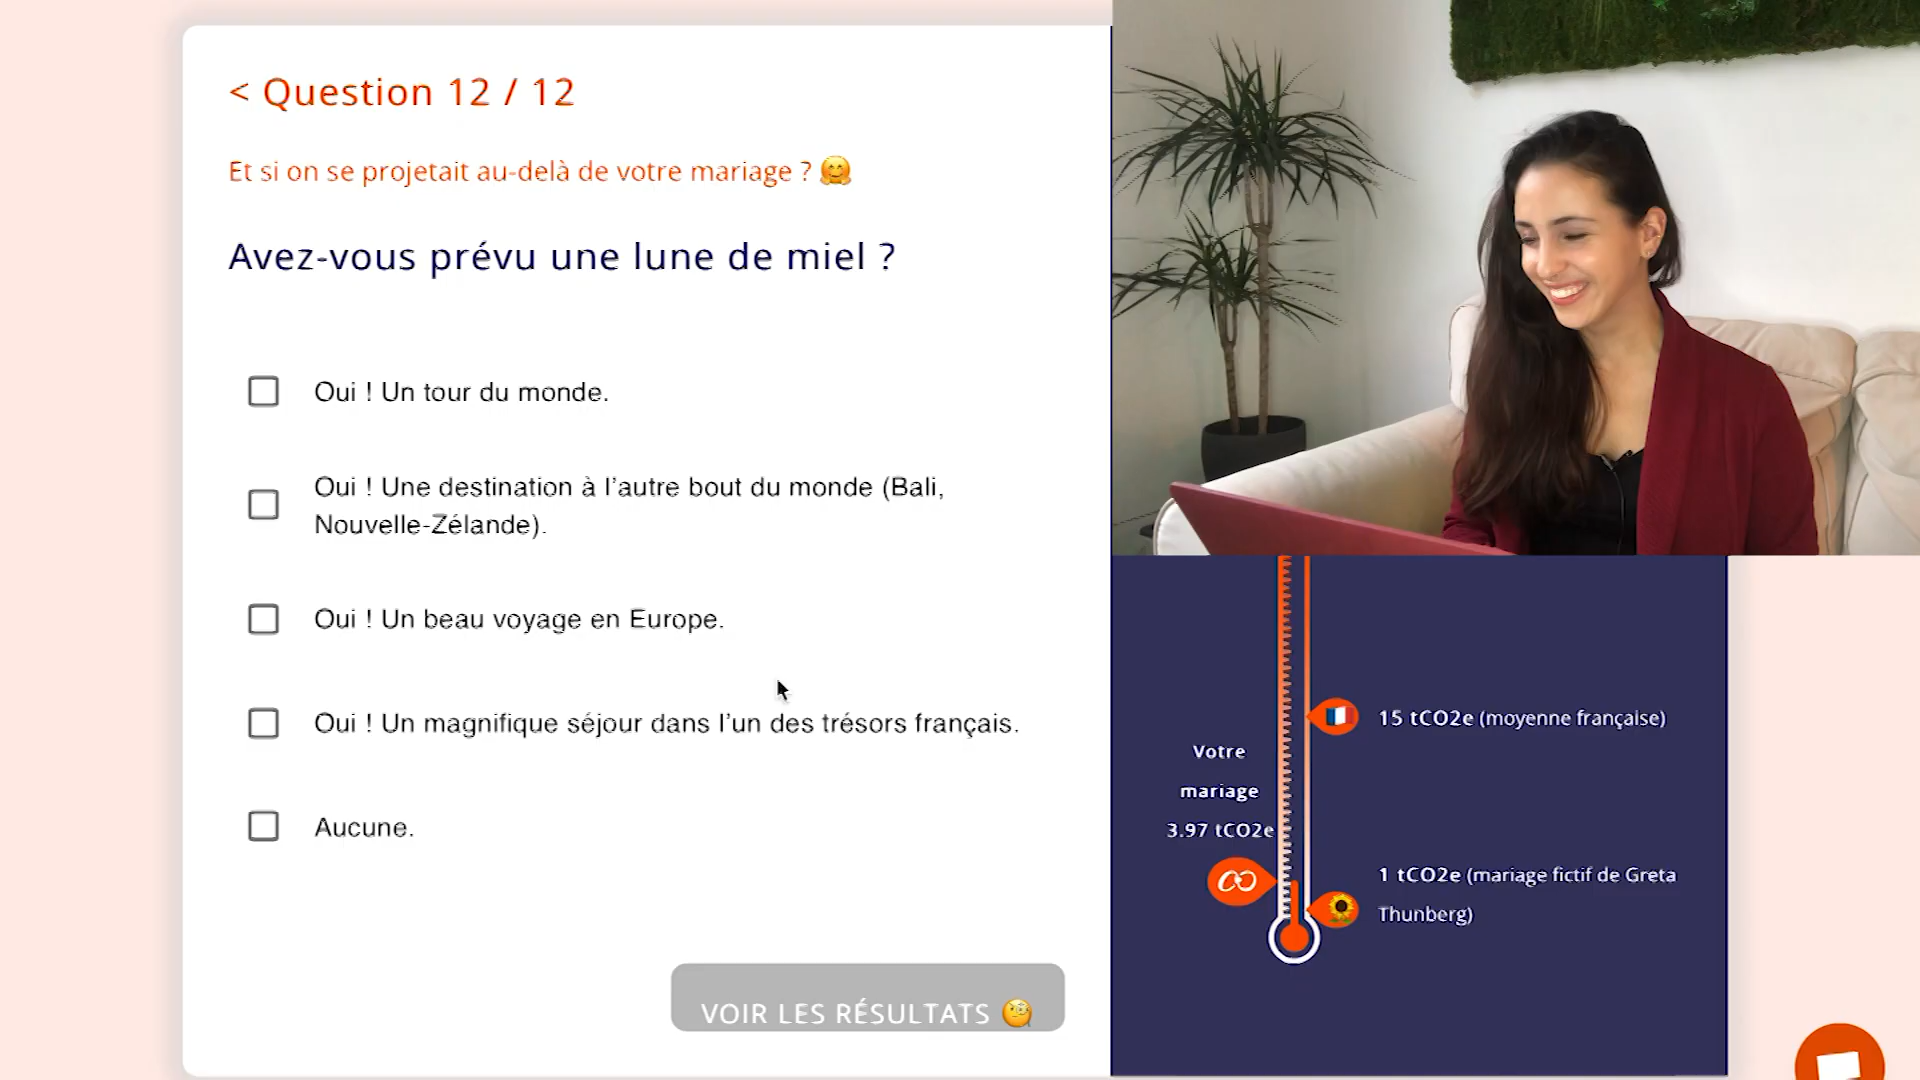 < Question 12 / 12
Et si on se projetait au-delà de votre mariage ? 🤗
Avez-vous prévu une lune de miel ?
Oui ! Un tour du monde.
Oui ! Une destination à l'autre bout du monde (Bali,
Nouvelle-Zélande).
Oui ! Un beau voyage en Europe.
Oui ! Un magnifique séjour dans l'un des trésors français.
Aucune.
VOIR LES RÉSULTATS 🧐
15 tCO2e (moyenne française)
Votre
mariage
3.97 tCO2e
1 tCO2e (mariage fictif de Greta
Thunberg)